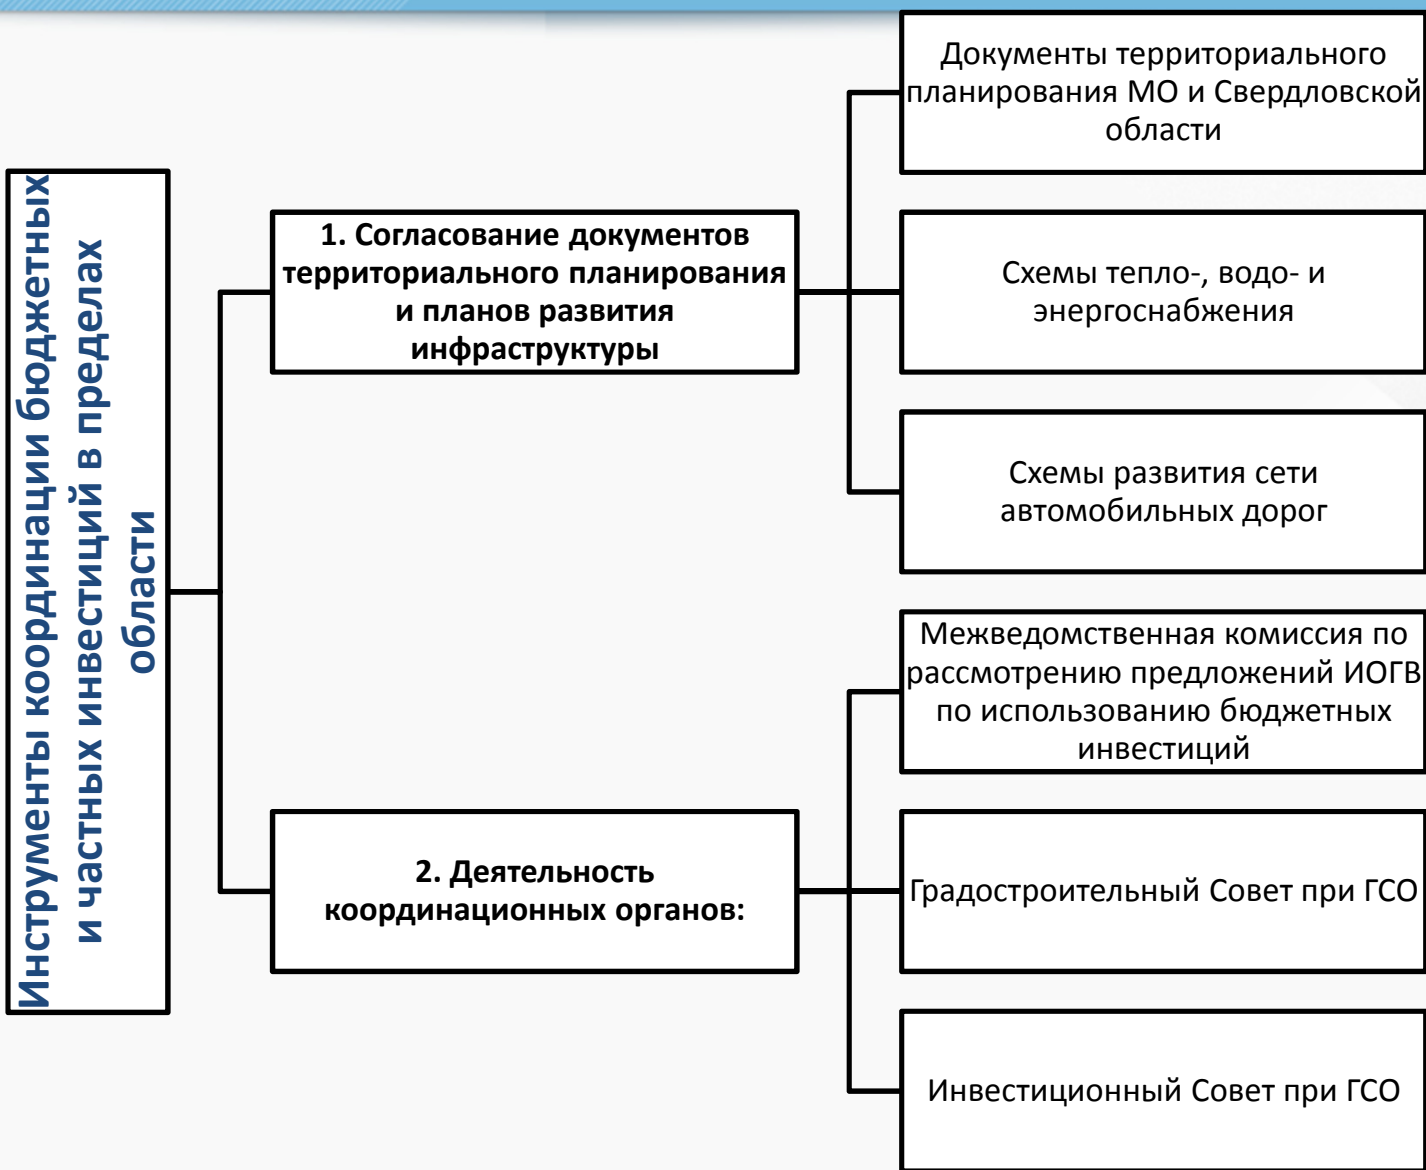 Инструменты координации бюджетных
и частных инвестиций в пределах
области
1. Согласование документов
территориального планирования
и планов развития
инфраструктуры
Документы территориального
планирования МО и Свердловской
области
Схемы тепло-, водо- и
энергоснабжения
Схемы развития сети
автомобильных дорог
2. Деятельность
координационных органов:
Межведомственная комиссия по
рассмотрению предложений ИОГВ
по использованию бюджетных
инвестиций
Градостроительный Совет при ГСО
Инвестиционный Совет при ГСО